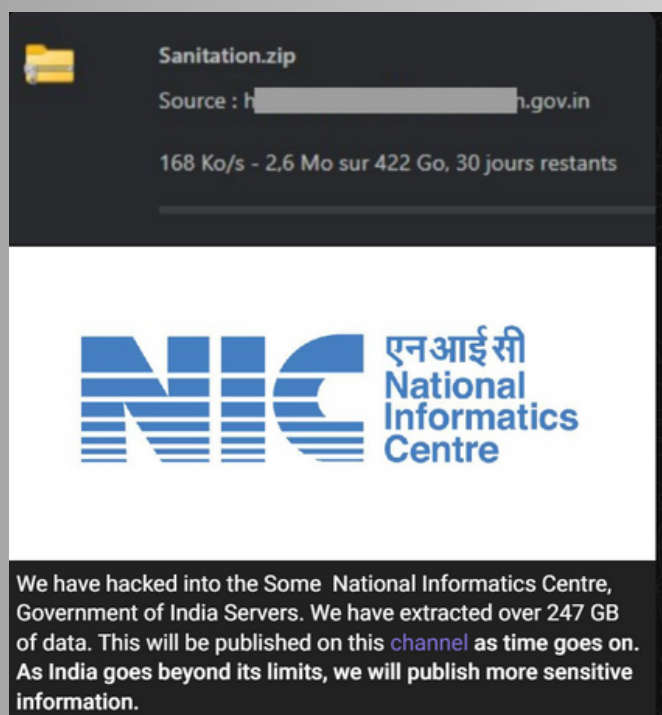 Sanitation.zip
Source : h n.gov.in
168 Ko/s - 2,6 Mo sur 422 Go, 30 jours restants
NIC
एन आई सी
National
Informatics
Centre
We have hacked into the Some National Informatics Centre,
Government of India Servers. We have extracted over 247 GB
of data. This will be published on this channel as time goes on.
As India goes beyond its limits, we will publish more sensitive
information.